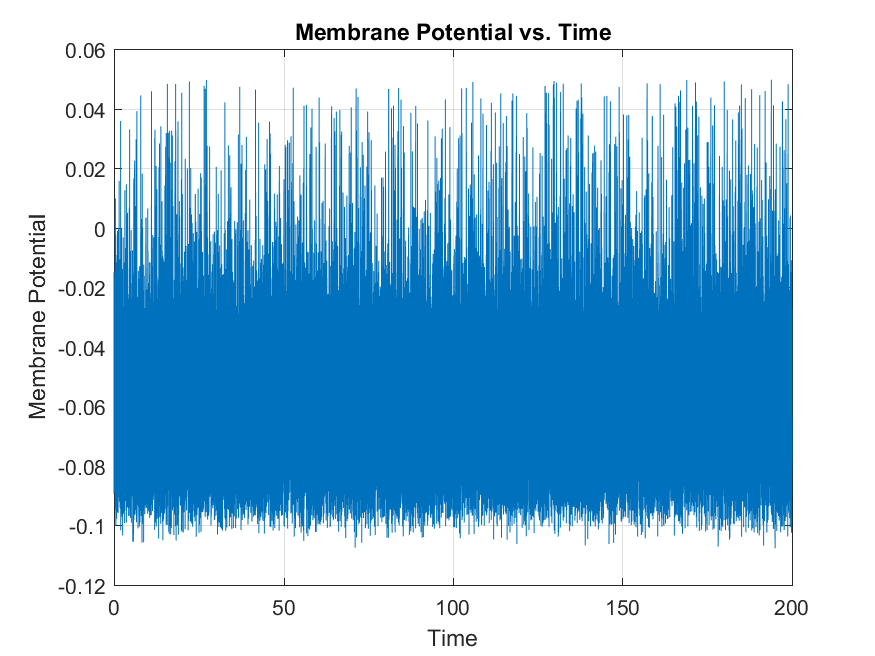 Membrane Potential vs. Time
0.06
0.04
0.02
0
-0.02
-0.04
-0.06
-0.08
-0.1
-0.12
Membrane Potential
0 50 100 150 200
Time